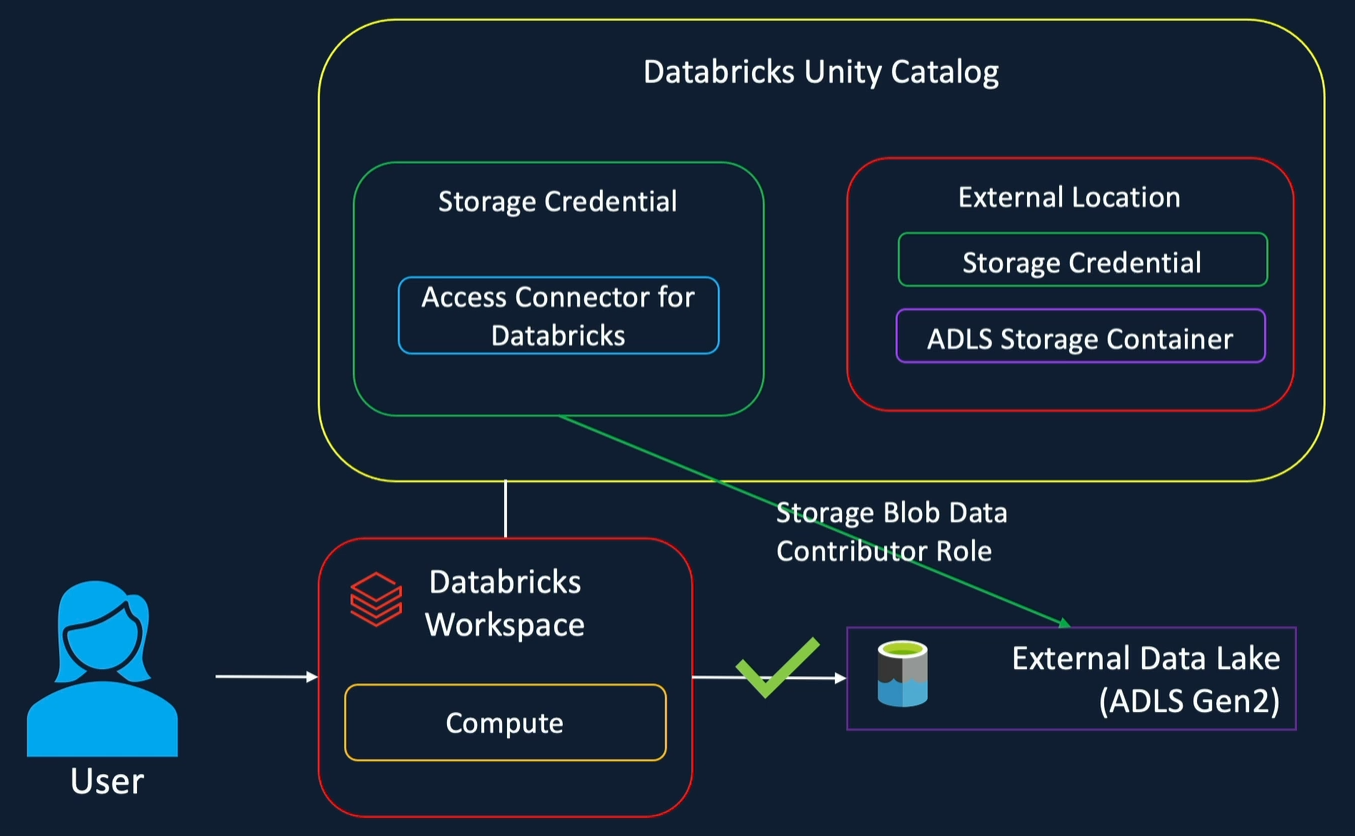 Databricks Unity Catalog
Storage Credential
Access Connector for
Databricks
External Location
Storage Credential
ADLS Storage Container
Storage Blob Data
Contributor Role
Databricks
Workspace
Compute
External Data Lake
(ADLS Gen2)
User